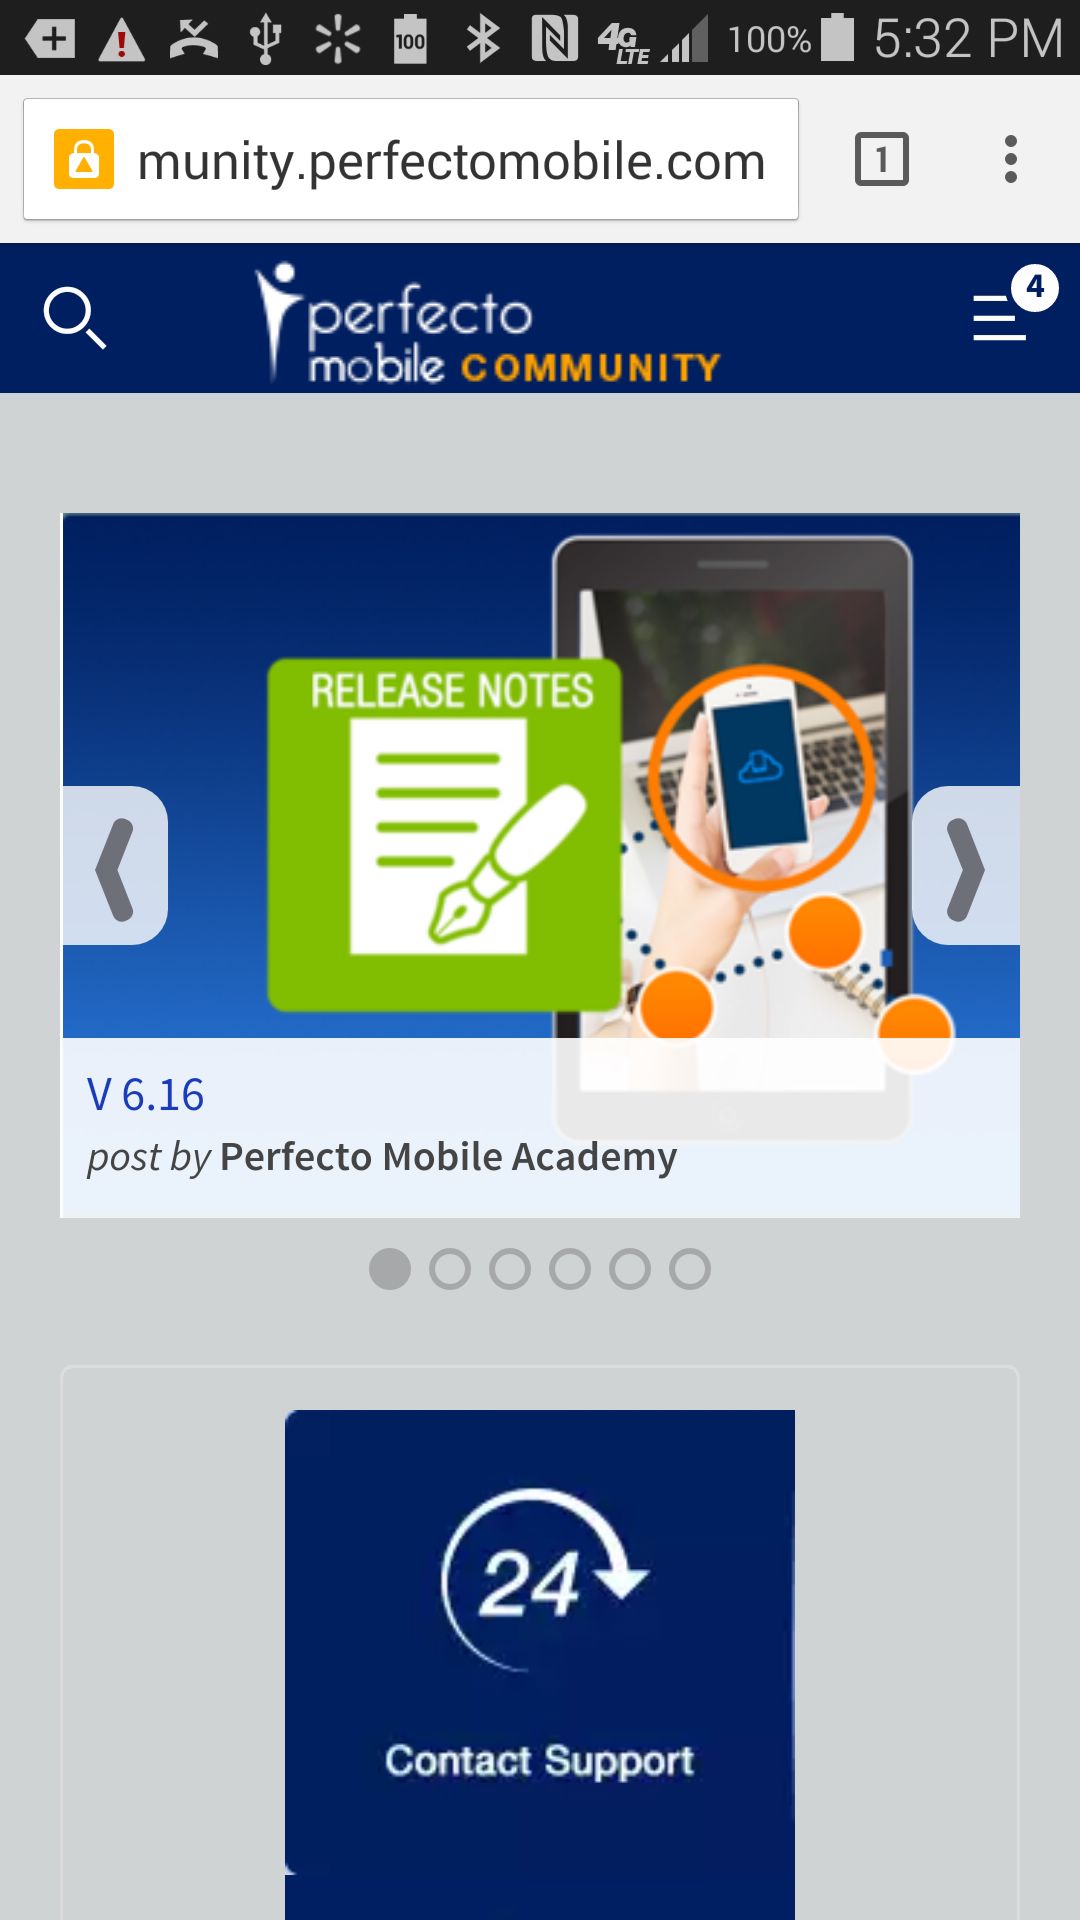 100 4G LTE 100% 5:32 PM
munity.perfectomobile.com 1
perfecto
mobile COMMUNITY
4
RELEASE NOTES
V 6.16
post by Perfecto Mobile Academy
24
Contact Support